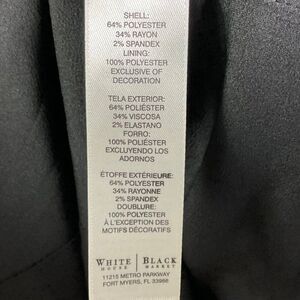 SHELL:
64% POLYESTER
34% RAYON
2% SPANDEX
LINING:
100% POLYESTER
EXCLUSIVE OF
DECORATION
TELA EXTERIOR:
64% POLIÉSTER
34% VISCOSA
2% ELASTANO
FORRO:
100% POLIÉSTER
EXCLUYENDO LOS
ADORNOS
ÉTOFFE EXTÉRIEURE:
64% POLYESTER
34% RAYONNE
2% SPANDEX
DOUBLURE:
100% POLYESTER
À L'EXCEPTION DES
MOTIFS DÉCORATIFS
WHITE | BLACK
HOUSE | MARKET
11215 METRO PARKWAY
FORT MYERS, FL 33966